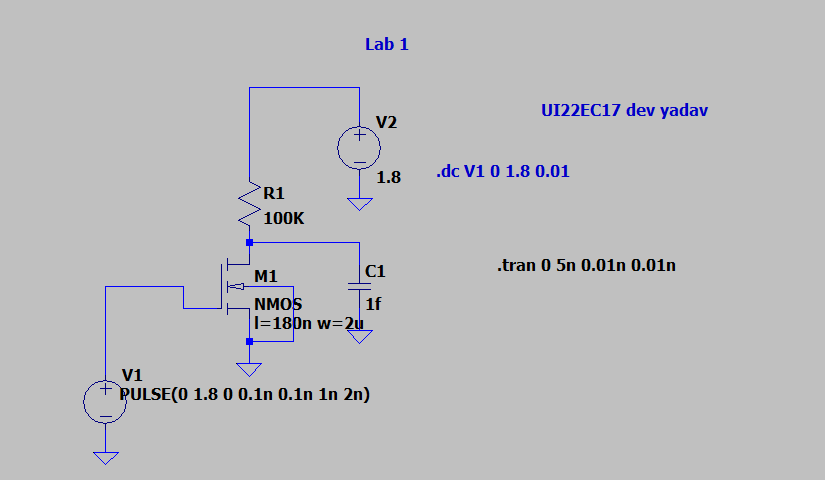 Lab 1
UI22EC17 dev yadav
V2
1.8
.dc V1 0 1.8 0.01
R1
100K
.tran 0 5n 0.01n 0.01n
M1
NMOS
l=180n w=2u
C1
1f
V1
PULSE(0 1.8 0 0.1n 0.1n 1n 2n)